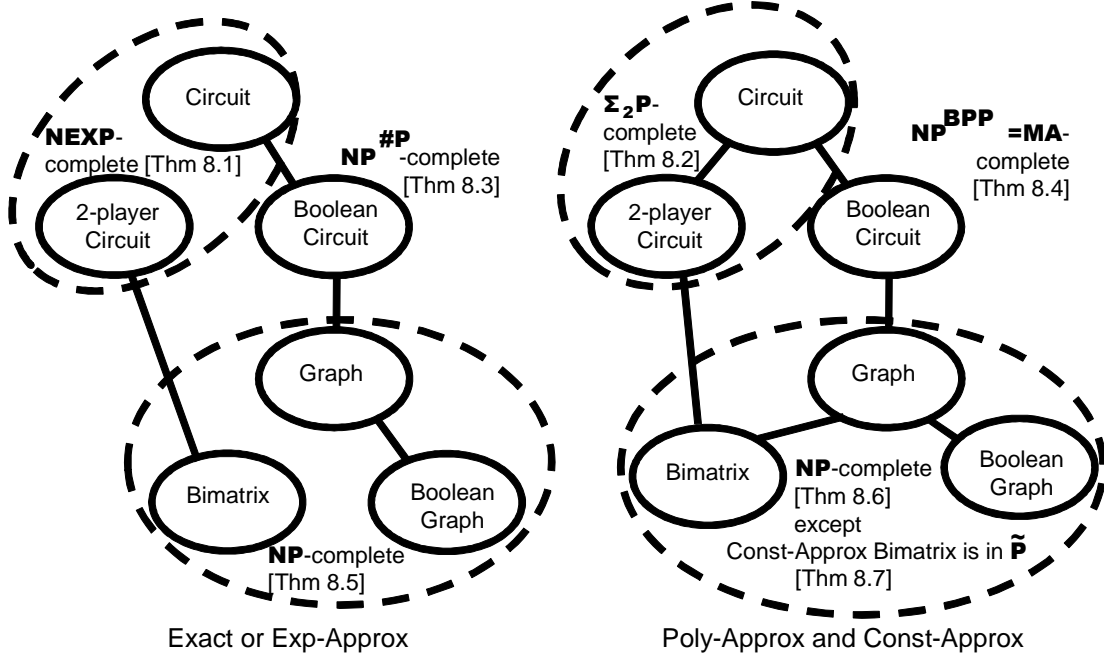 Circuit
NEXP-
complete [Thm 8.1]
NP^#P
-complete
[Thm 8.3]
2-player
Circuit
Boolean
Circuit
Graph
Bimatrix
Boolean
Graph
NP-complete
[Thm 8.5]
Exact or Exp-Approx
Circuit
Σ₂P-
complete
[Thm 8.2]
NP^BPP =MA-
complete
[Thm 8.4]
2-player
Circuit
Boolean
Circuit
Graph
Bimatrix
Boolean
Graph
NP-complete
[Thm 8.6]
except
Const-Approx Bimatrix is in P̃
[Thm 8.7]
Poly-Approx and Const-Approx